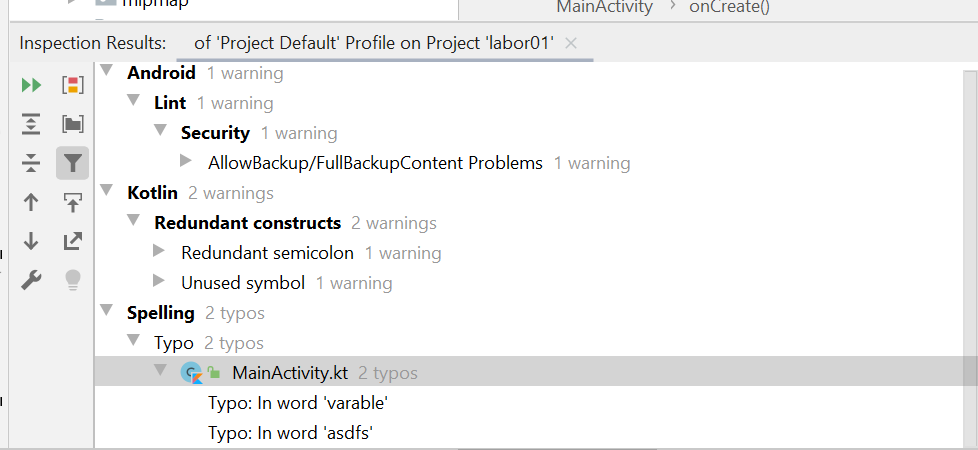 mipmap
MainActivity › onCreate()
Inspection Results: of 'Project Default' Profile on Project 'labor01' ×
Android 1 warning
Lint 1 warning
Security 1 warning
AllowBackup/FullBackupContent Problems 1 warning
Kotlin 2 warnings
Redundant constructs 2 warnings
Redundant semicolon 1 warning
Unused symbol 1 warning
Spelling 2 typos
Typo 2 typos
MainActivity.kt 2 typos
Typo: In word 'varable'
Typo: In word 'asdfs'